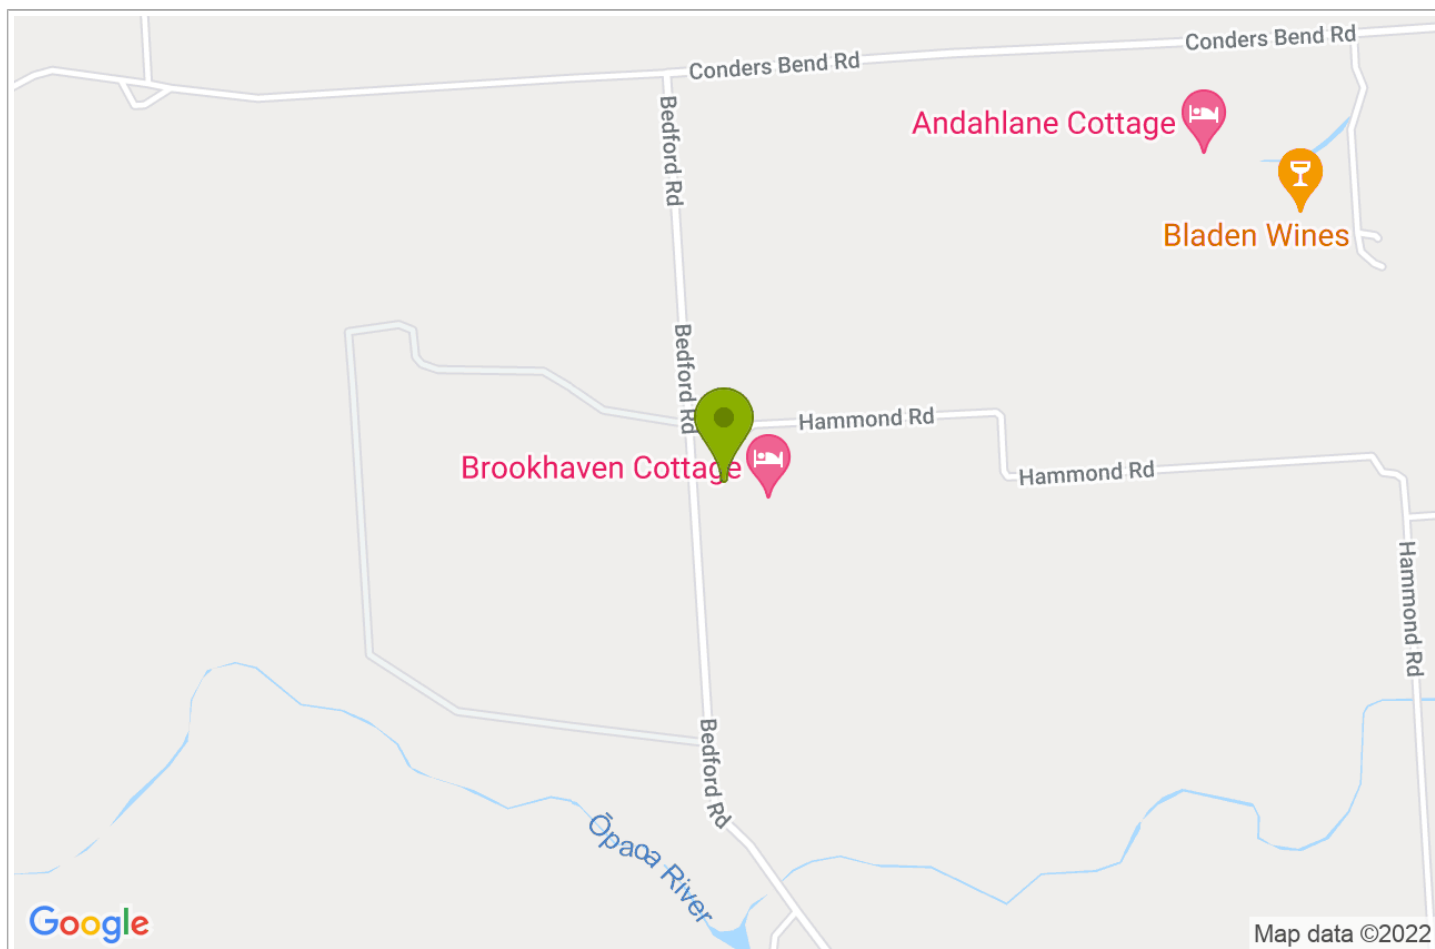 Conders Bend Rd
Conders Bend Rd
Bedford Rd
Andahlane Cottage
Bladen Wines
Bedford Rd
Hammond Rd
Brookhaven Cottage
Hammond Rd
Hammond Rd
Bedford Rd
Ōpaoa River
Google
Map data ©2022